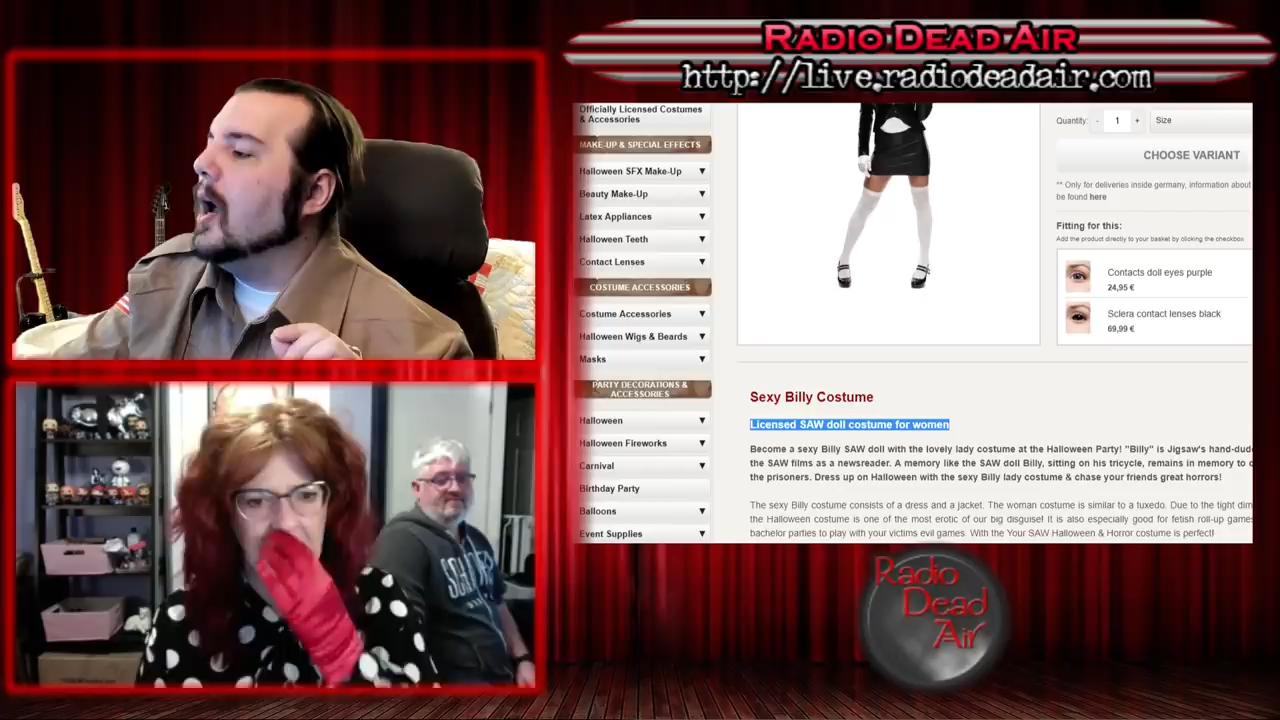 RADIO DEAD AIR
http://live.radiodeadair.com
Officially Licensed Costumes
& Accessories
MAKE-UP & SPECIAL EFFECTS
Halloween SFX Make-Up
Beauty Make-Up
Latex Appliances
Halloween Teeth
Contact Lenses
COSTUME ACCESSORIES
Costume Accessories
Halloween Wigs & Beards
Masks
PARTY DECORATIONS &
ACCESSORIES
Halloween
Halloween Fireworks
Carnival
Birthday Party
Balloons
Event Supplies
Quantity: - 1 + Size
CHOOSE VARIANT
** Only for deliveries inside germany, information about
be found here
Fitting for this:
Add the product directly to your basket by clicking the checkbox
Contacts doll eyes purple
24,95 €
Sclera contact lenses black
69,99 €
Sexy Billy Costume
Licensed SAW doll costume for women
Become a sexy Billy SAW doll with the lovely lady costume at the Halloween Party! "Billy" is Jigsaw's hand-dud
the SAW films as a newsreader. A memory like the SAW doll Billy, sitting on his tricycle, remains in memory to
the prisoners. Dress up on Halloween with the sexy Billy lady costume & chase your friends great horrors!
The sexy Billy costume consists of a dress and a jacket. The woman costume is similar to a tuxedo. Due to the tight dim
the Halloween costume is one of the most erotic of our big disguise! It is also especially good for fetish roll-up games
bachelor parties to play with your victims evil games. With the Your SAW Halloween & Horror costume is perfect!
Radio
Dead
Air